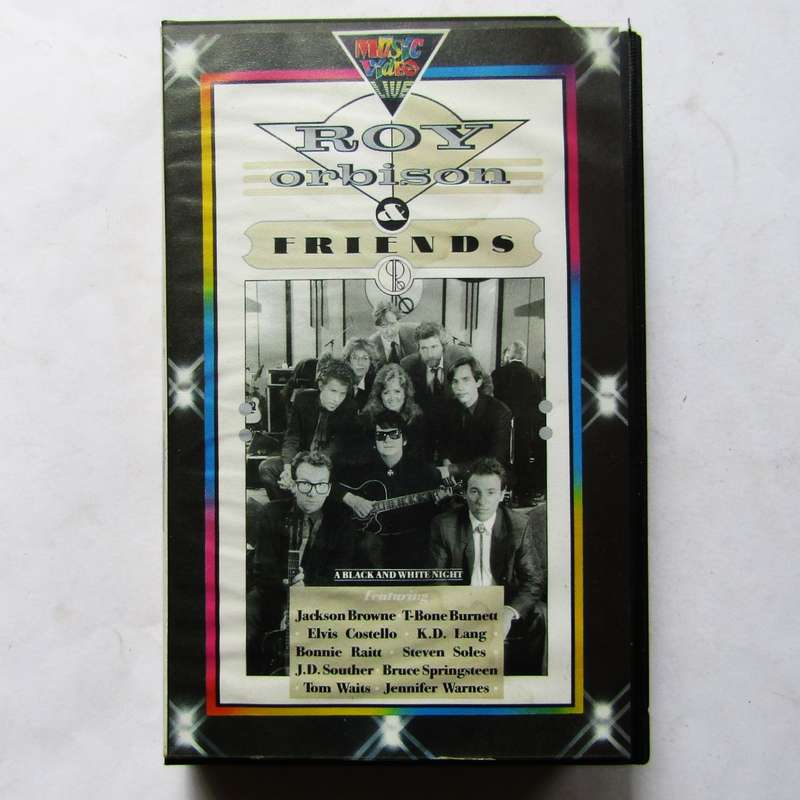 MUSIC
VIDEO
LIVE
ROY
orbison
&
FRIENDS
A BLACK AND WHITE NIGHT
Featuring
Jackson Browne T-Bone Burnett
· Elvis Costello · K.D. Lang ·
Bonnie Raitt · Steven Soles
J.D. Souther · Bruce Springsteen
· Tom Waits · Jennifer Warnes ·